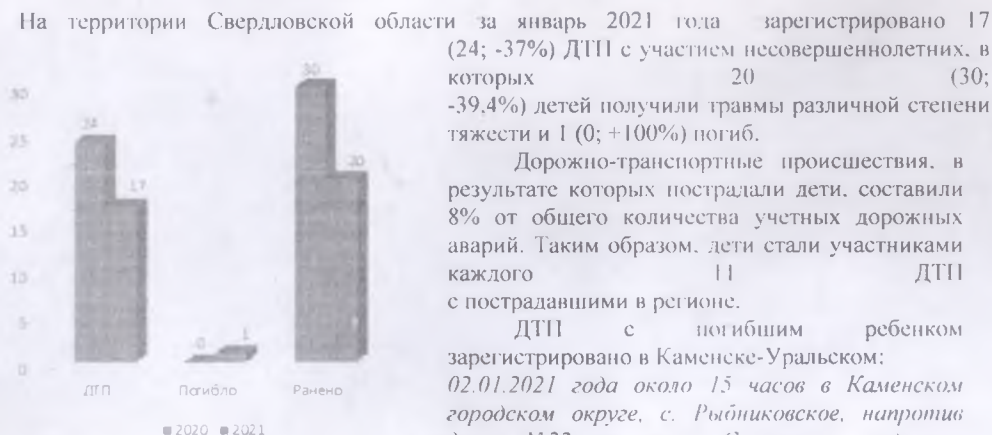 На территории Свердловской области за январь 2021 года зарегистрировано 17
(24; -37%) ДТП с участием несовершеннолетних, в
которых 20 (30;
-39,4%) детей получили травмы различной степени
тяжести и 1 (0; +100%) погиб.
Дорожно-транспортные происшествия, в
результате которых пострадали дети, составили
8% от общего количества учетных дорожных
аварий. Таким образом, дети стали участниками
каждого 11 ДТП
с пострадавшими в регионе.
ДТП с погибшим ребенком
зарегистрировано в Каменске-Уральском:
02.01.2021 года около 15 часов в Каменском
городском округе, с. Рыбниковское, напротив
30
25
20
15
10
5
0
24
17
0
1
30
20
ДТП Погибло Ранено
2020 2021